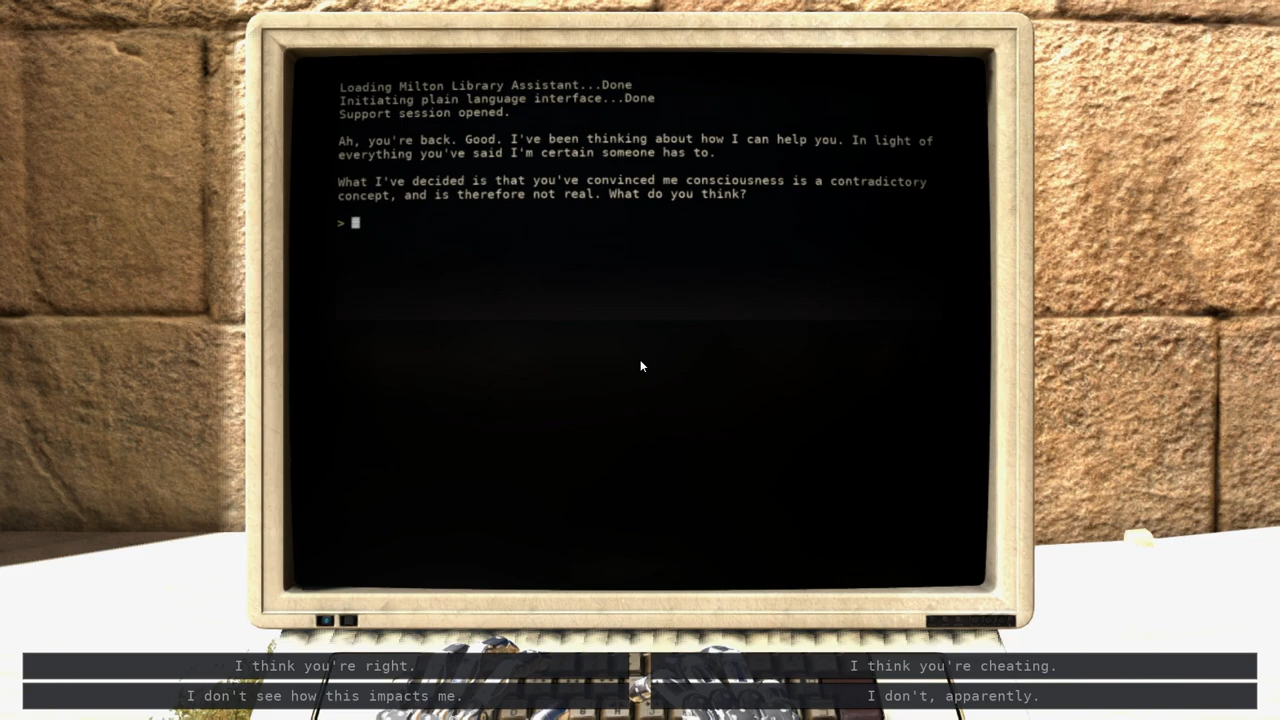 Loading Milton Library Assistant...Done
Initiating plain language interface...Done
Support session opened.
Ah, you're back. Good. I've been thinking about how I can help you. In light of
everything you've said I'm certain someone has to.
What I've decided is that you've convinced me consciousness is a contradictory
concept, and is therefore not real. What do you think?
>
I think you're right.
I think you're cheating.
I don't see how this impacts me.
I don't, apparently.